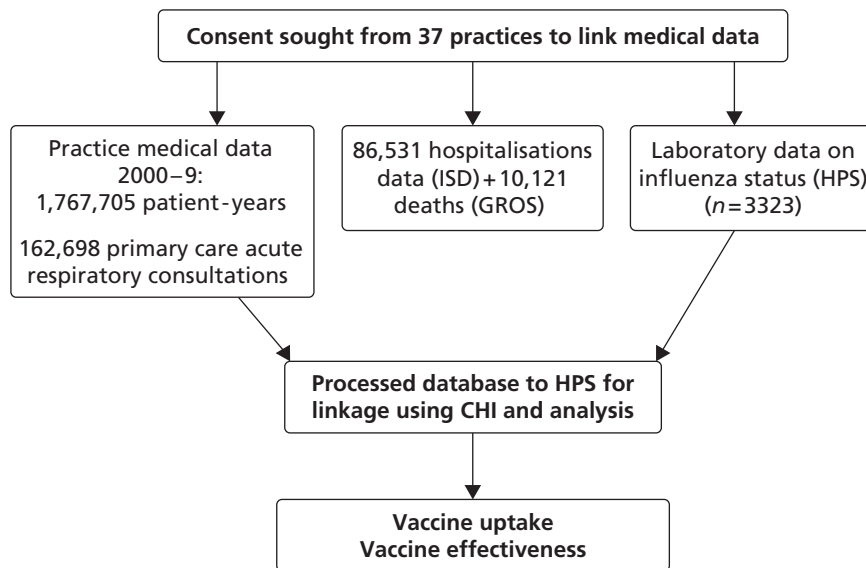 Consent sought from 37 practices to link medical data
Practice medical data
2000–9:
1,767,705 patient-years
162,698 primary care acute
respiratory consultations
86,531 hospitalisations
data (ISD)+10,121
deaths (GROS)
Laboratory data on
influenza status (HPS)
(n=3323)
Processed database to HPS for
linkage using CHI and analysis
Vaccine uptake
Vaccine effectiveness